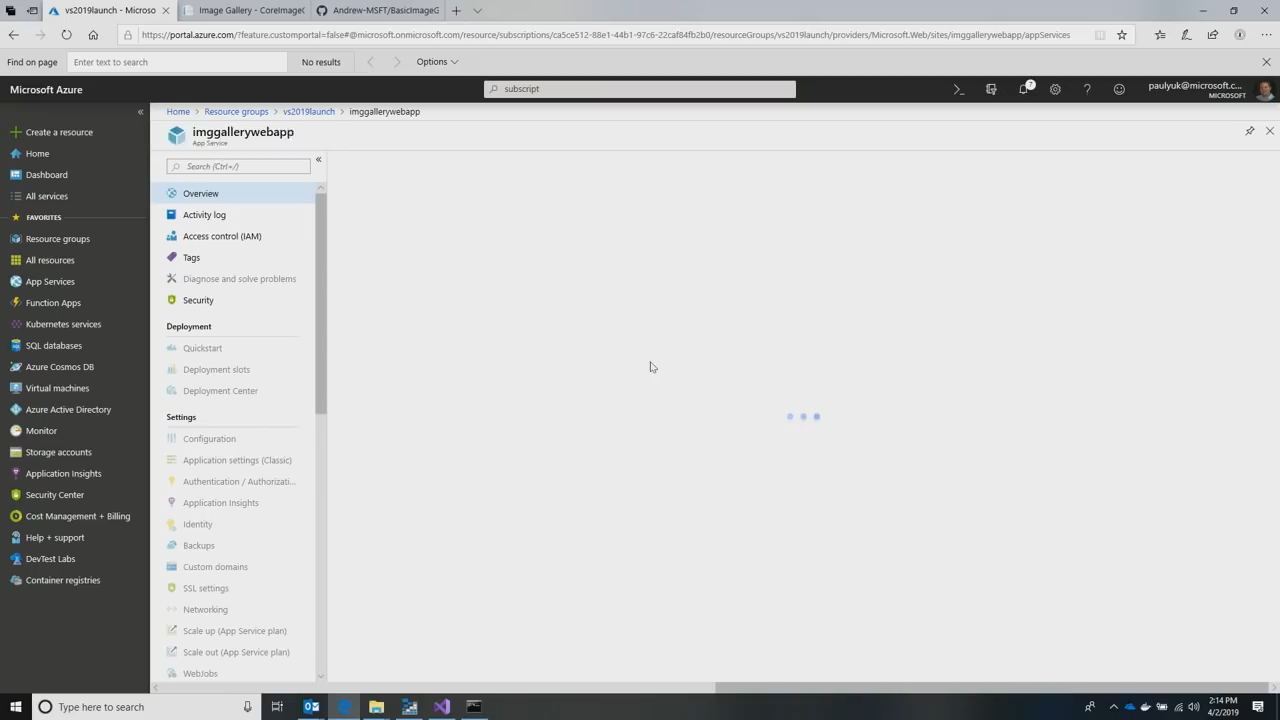 vs2019launch - Microso
Image Gallery - CoreImageG
Andrew-MSFT/BasicImageG
https://portal.azure.com/?feature.customportal=false#@microsoft.onmicrosoft.com/resource/subscriptions/ca5ce512-88e1-44b1-97c6-22caf84fb2b0/resourceGroups/vs2019launch/providers/Microsoft.Web/sites/imggallerywebapp/appServices
Find on page
Enter text to search
No results
Options
Microsoft Azure
subscript
7
paulyuk@microsoft.c...
MICROSOFT
Home > Resource groups > vs2019launch > imggallerywebapp
imggallerywebapp
App Service
Create a resource
Home
Dashboard
All services
FAVORITES
Resource groups
All resources
App Services
Function Apps
Kubernetes services
SQL databases
Azure Cosmos DB
Virtual machines
Azure Active Directory
Monitor
Storage accounts
Application Insights
Security Center
Cost Management + Billing
Help + support
DevTest Labs
Container registries
Search (Ctrl+/)
Overview
Activity log
Access control (IAM)
Tags
Diagnose and solve problems
Security
Deployment
Quickstart
Deployment slots
Deployment Center
Settings
Configuration
Application settings (Classic)
Authentication / Authorizati...
Application Insights
Identity
Backups
Custom domains
SSL settings
Networking
Scale up (App Service plan)
Scale out (App Service plan)
WebJobs
Type here to search
2:14 PM
4/2/2019